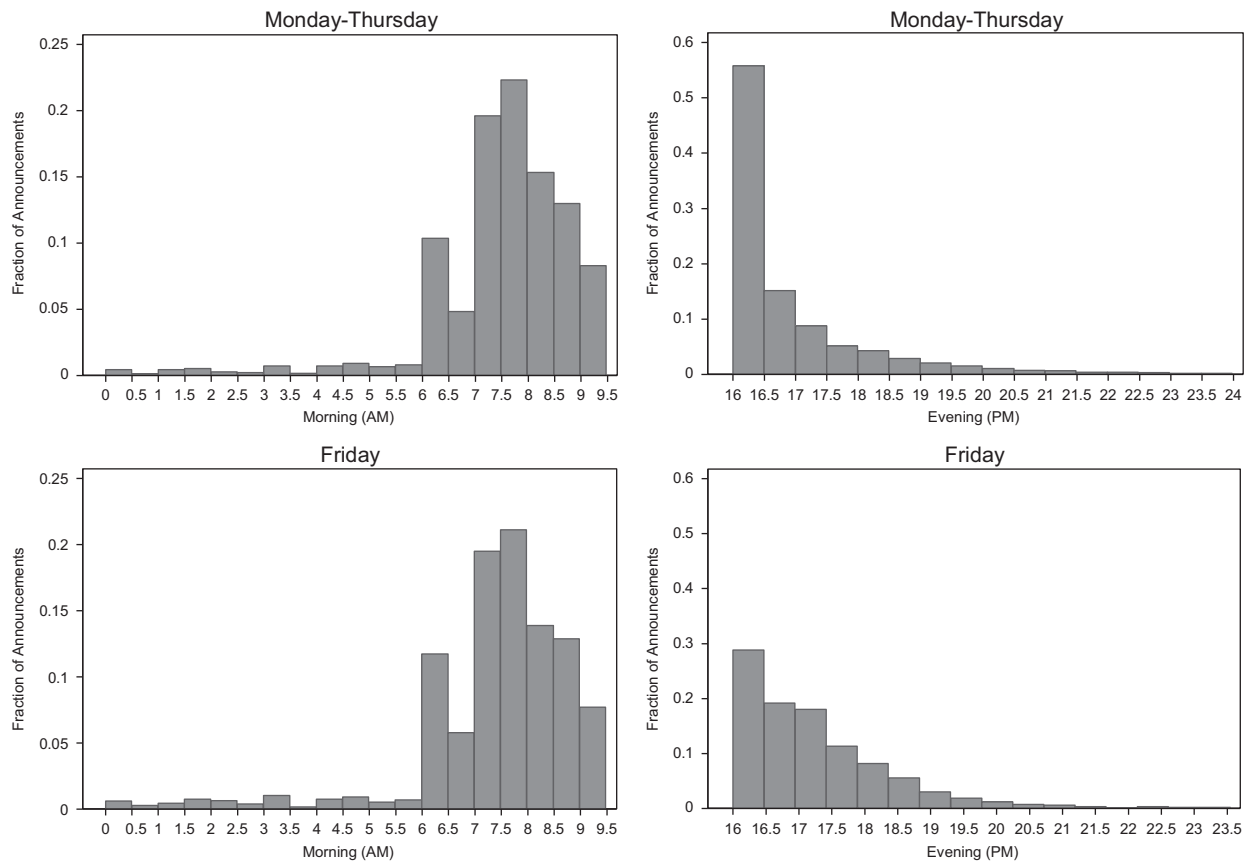 Monday-Thursday
0.25
0.2
0.15
0.1
0.05
0
Fraction of Announcements
0 0.5 1 1.5 2 2.5 3 3.5 4 4.5 5 5.5 6 6.5 7 7.5 8 8.5 9 9.5
Morning (AM)
Monday-Thursday
0.6
0.5
0.4
0.3
0.2
0.1
0
Fraction of Announcements
16 16.5 17 17.5 18 18.5 19 19.5 20 20.5 21 21.5 22 22.5 23 23.5 24
Evening (PM)
Friday
0.25
0.2
0.15
0.1
0.05
0
Fraction of Announcements
0 0.5 1 1.5 2 2.5 3 3.5 4 4.5 5 5.5 6 6.5 7 7.5 8 8.5 9 9.5
Morning (AM)
Friday
0.6
0.5
0.4
0.3
0.2
0.1
0
Fraction of Announcements
16 16.5 17 17.5 18 18.5 19 19.5 20 20.5 21 21.5 22 22.5 23 23.5
Evening (PM)